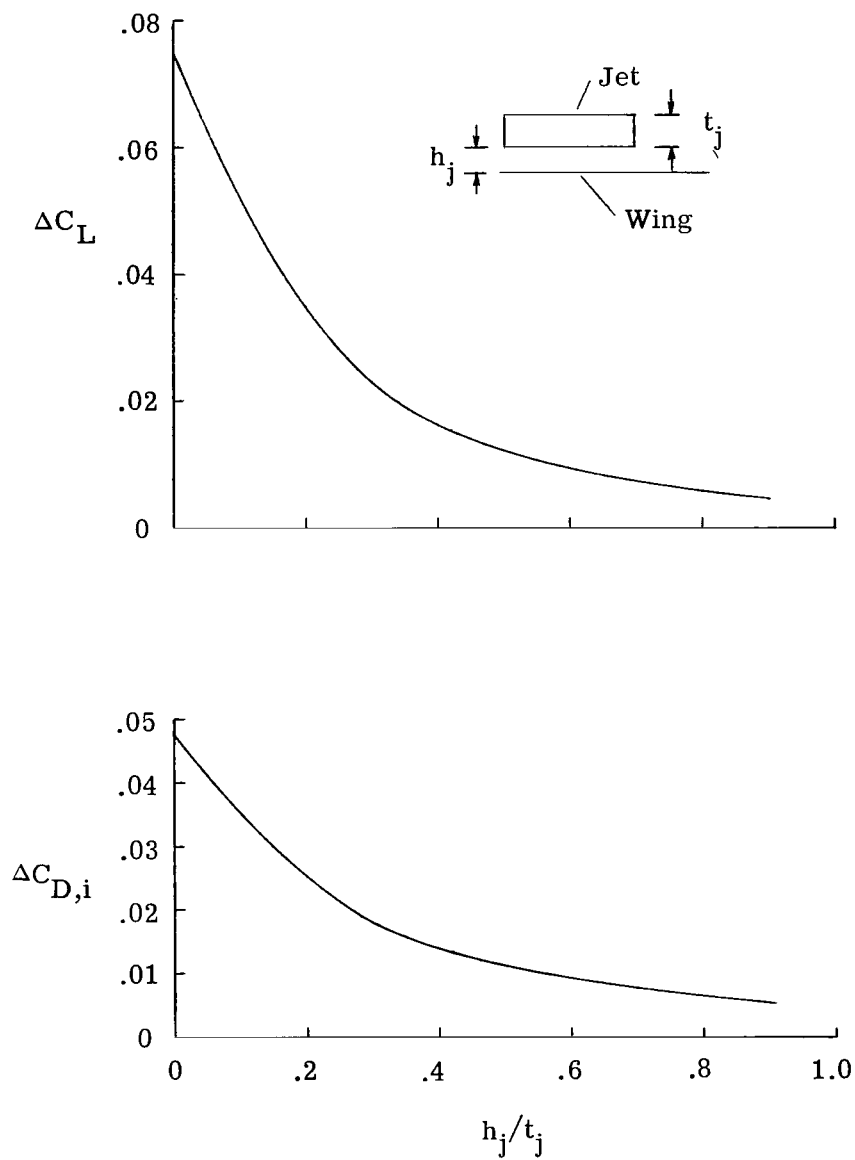 .08
.06
.04
.02
0
ΔC_L
Jet
t_j
h_j
Wing
.05
.04
.03
.02
.01
0
ΔC_D,i
0 .2 .4 .6 .8 1.0
h_j/t_j